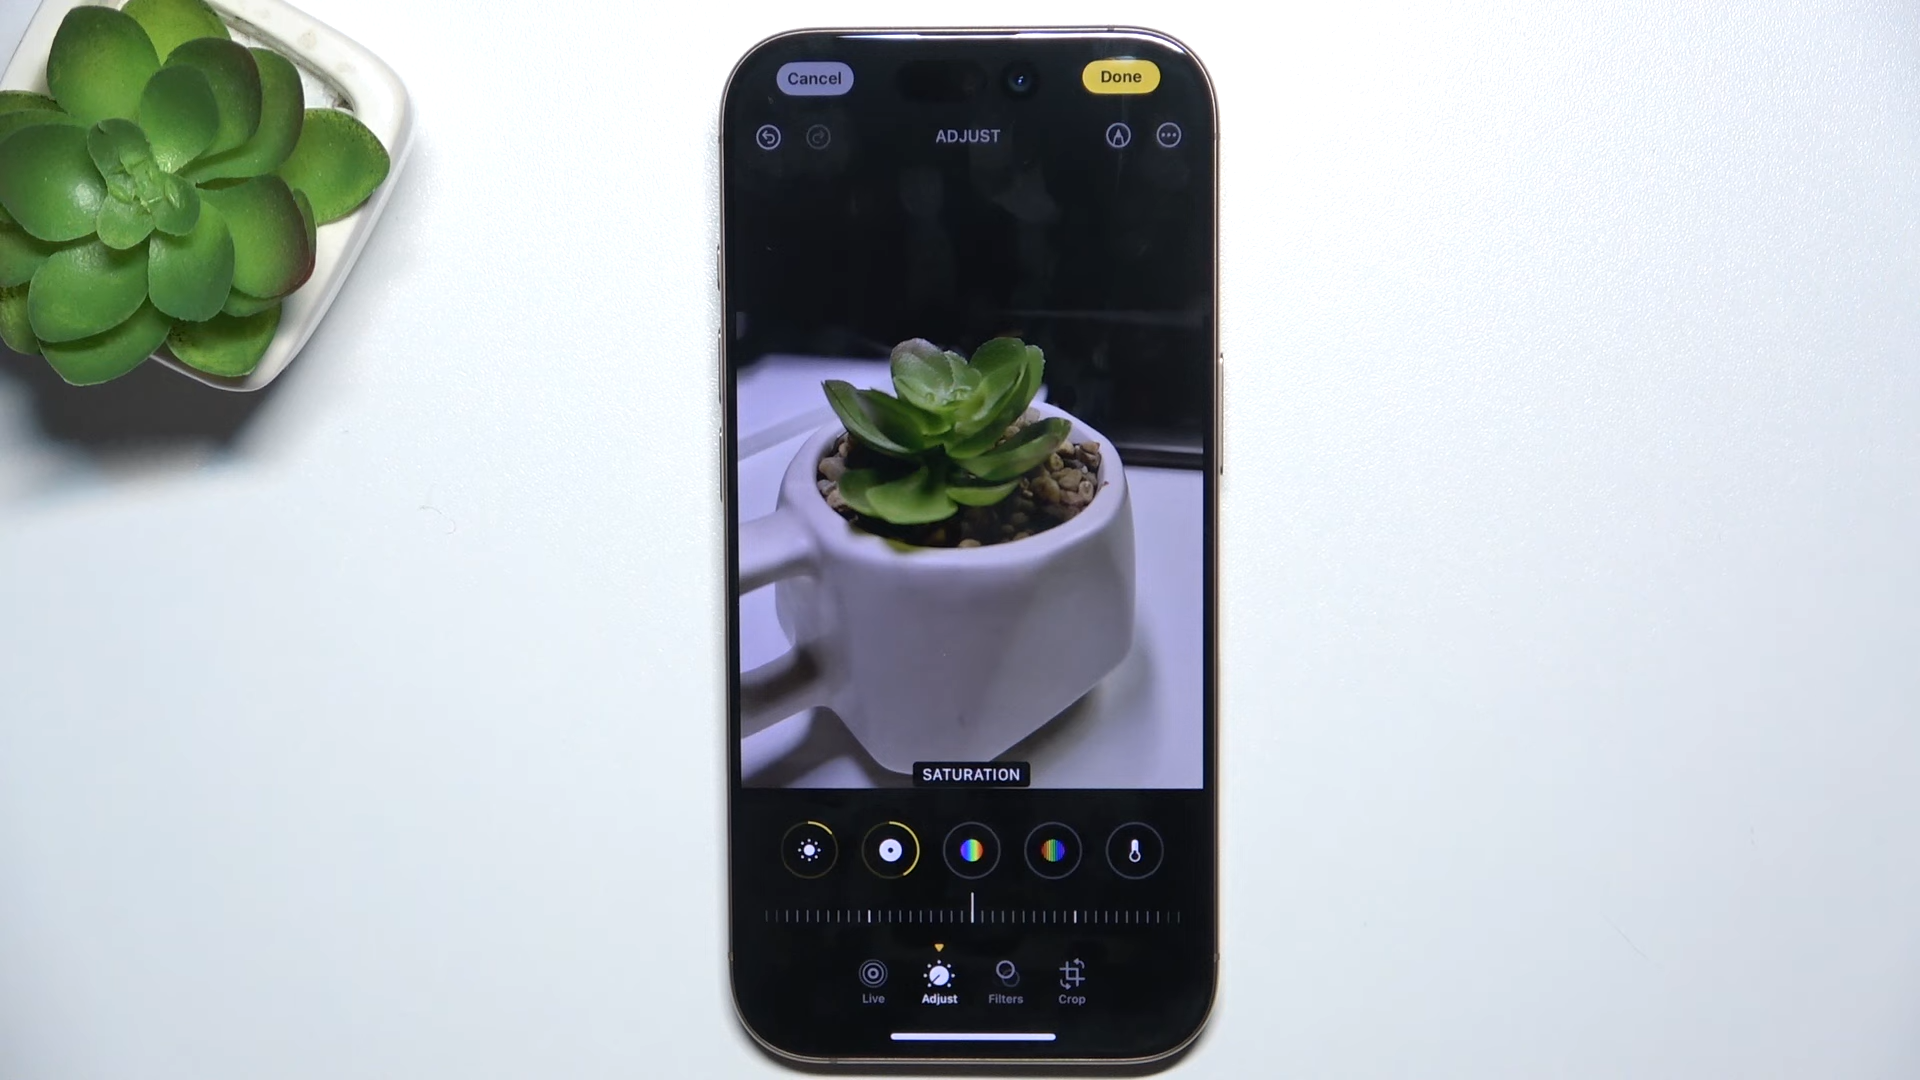 Cancel
Done
ADJUST
SATURATION
Live
Adjust
Filters
Crop